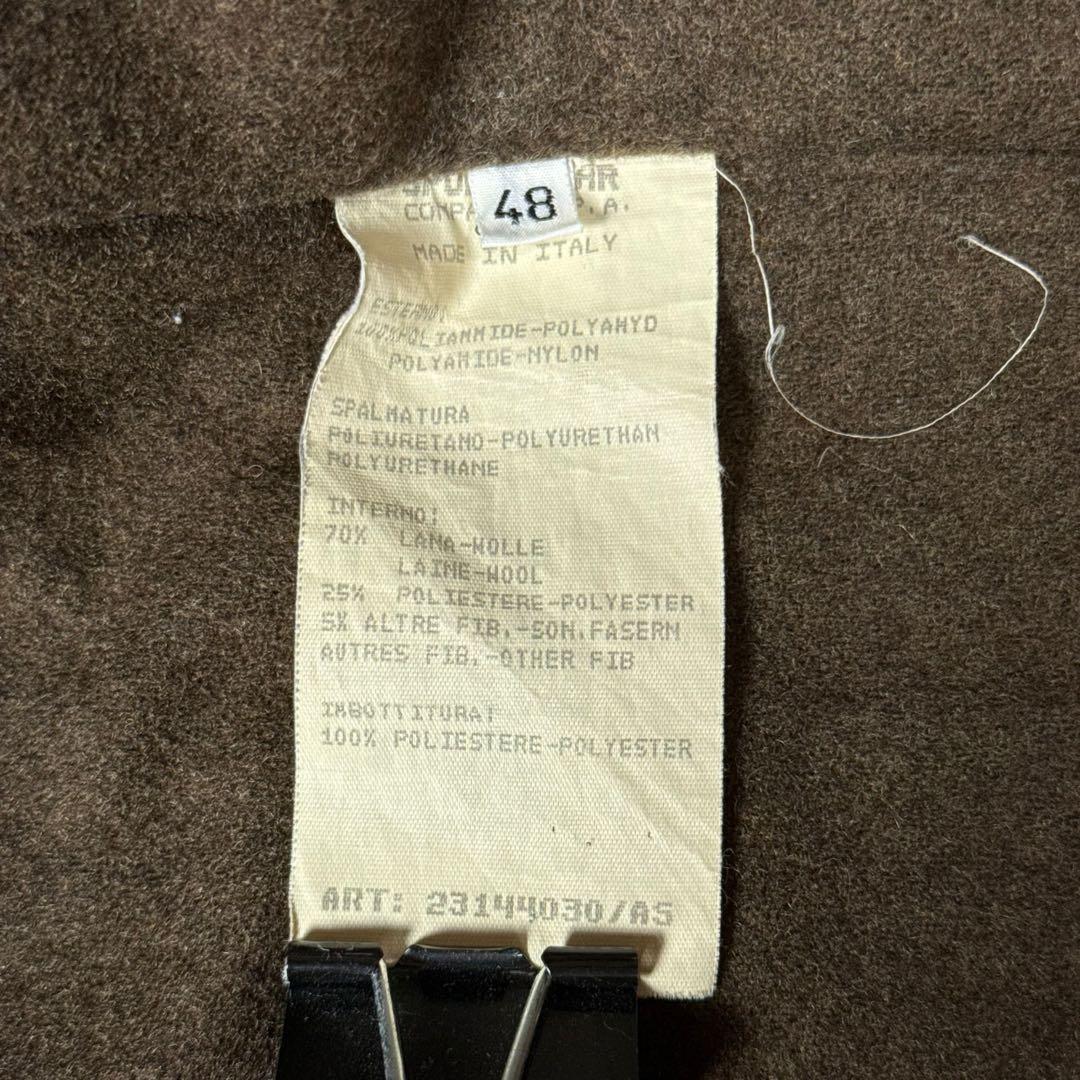 48
AR
COMPA P.A.
MADE IN ITALY
ESTERNO:
100%POLIAMMIDE-POLYAMYD
POLYAMIDE-NYLON
SPALMATURA
POLIURETANO-POLYURETHAN
POLYURETHANE
INTERNO:
70% LANA-WOLLE
LAINE-WOOL
25% POLIESTERE-POLYESTER
5% ALTRE FIB.-SON.FASERN
AUTRES FIB.-OTHER FIB
IMBOTTITURA:
100% POLIESTERE-POLYESTER
ART: 23144030/AS